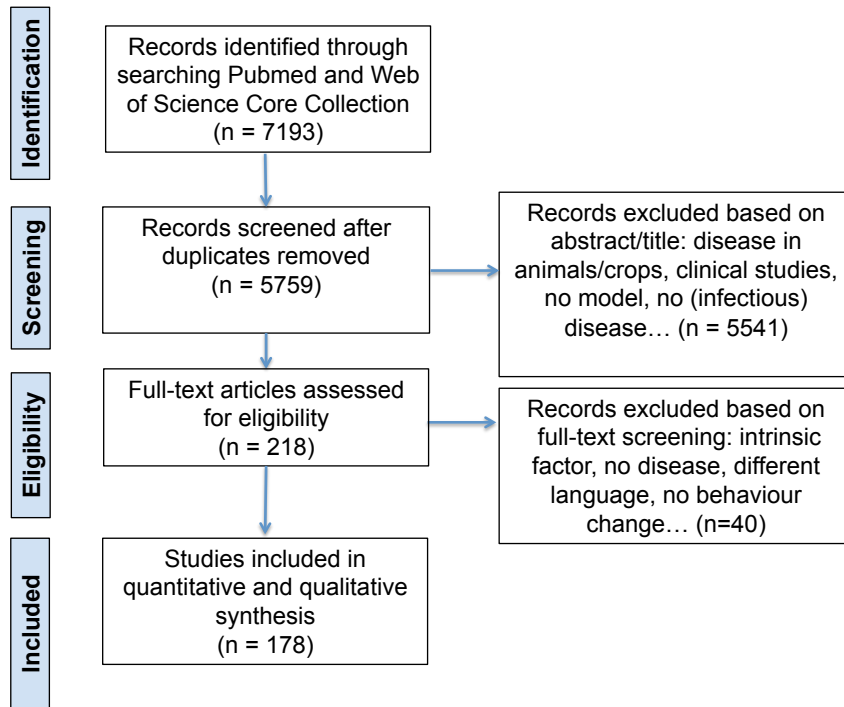 Identification
Records identified through
searching Pubmed and Web
of Science Core Collection
(n = 7193)
Screening
Records screened after
duplicates removed
(n = 5759)
Records excluded based on
abstract/title: disease in
animals/crops, clinical studies,
no model, no (infectious)
disease… (n = 5541)
Eligibility
Full-text articles assessed
for eligibility
(n = 218)
Records excluded based on
full-text screening: intrinsic
factor, no disease, different
language, no behaviour
change… (n=40)
Included
Studies included in
quantitative and qualitative
synthesis
(n = 178)